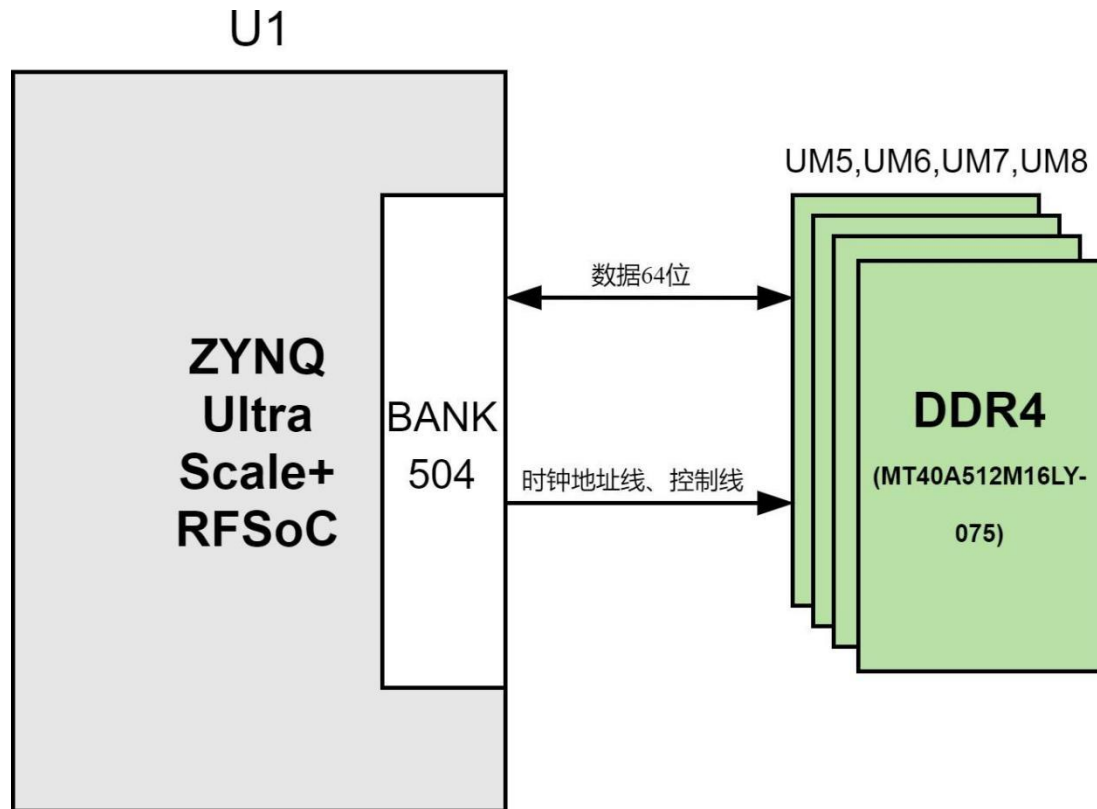 U1
UM5,UM6,UM7,UM8
数据64位
ZYNQ
Ultra
Scale+
RFSoC
BANK
504
时钟地址线、控制线
DDR4
(MT40A512M16LY-
075)